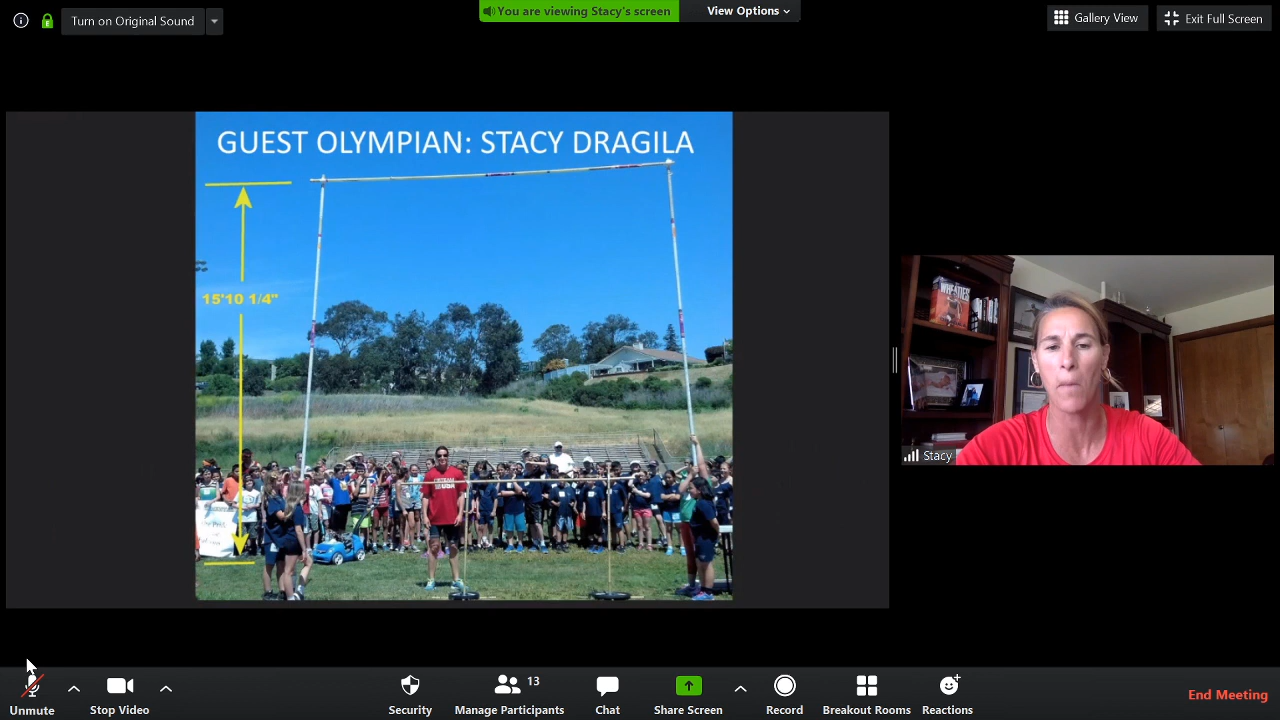 Turn on Original Sound
You are viewing Stacy's screen
View Options
Gallery View
Exit Full Screen
GUEST OLYMPIAN: STACY DRAGILA
15'10 1/4"
WHEATIES
USA
Stacy
Unmute
Stop Video
Security
13
Manage Participants
Chat
Share Screen
Record
Breakout Rooms
Reactions
End Meeting